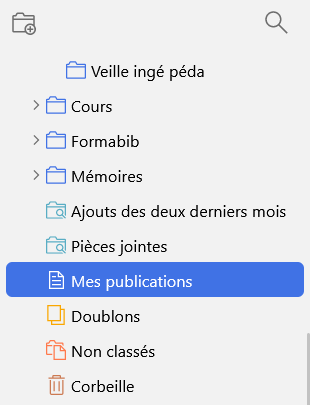 Veille ingé péda
Cours
Formabib
Mémoires
Ajouts des deux derniers mois
Pièces jointes
Mes publications
Doublons
Non classés
Corbeille